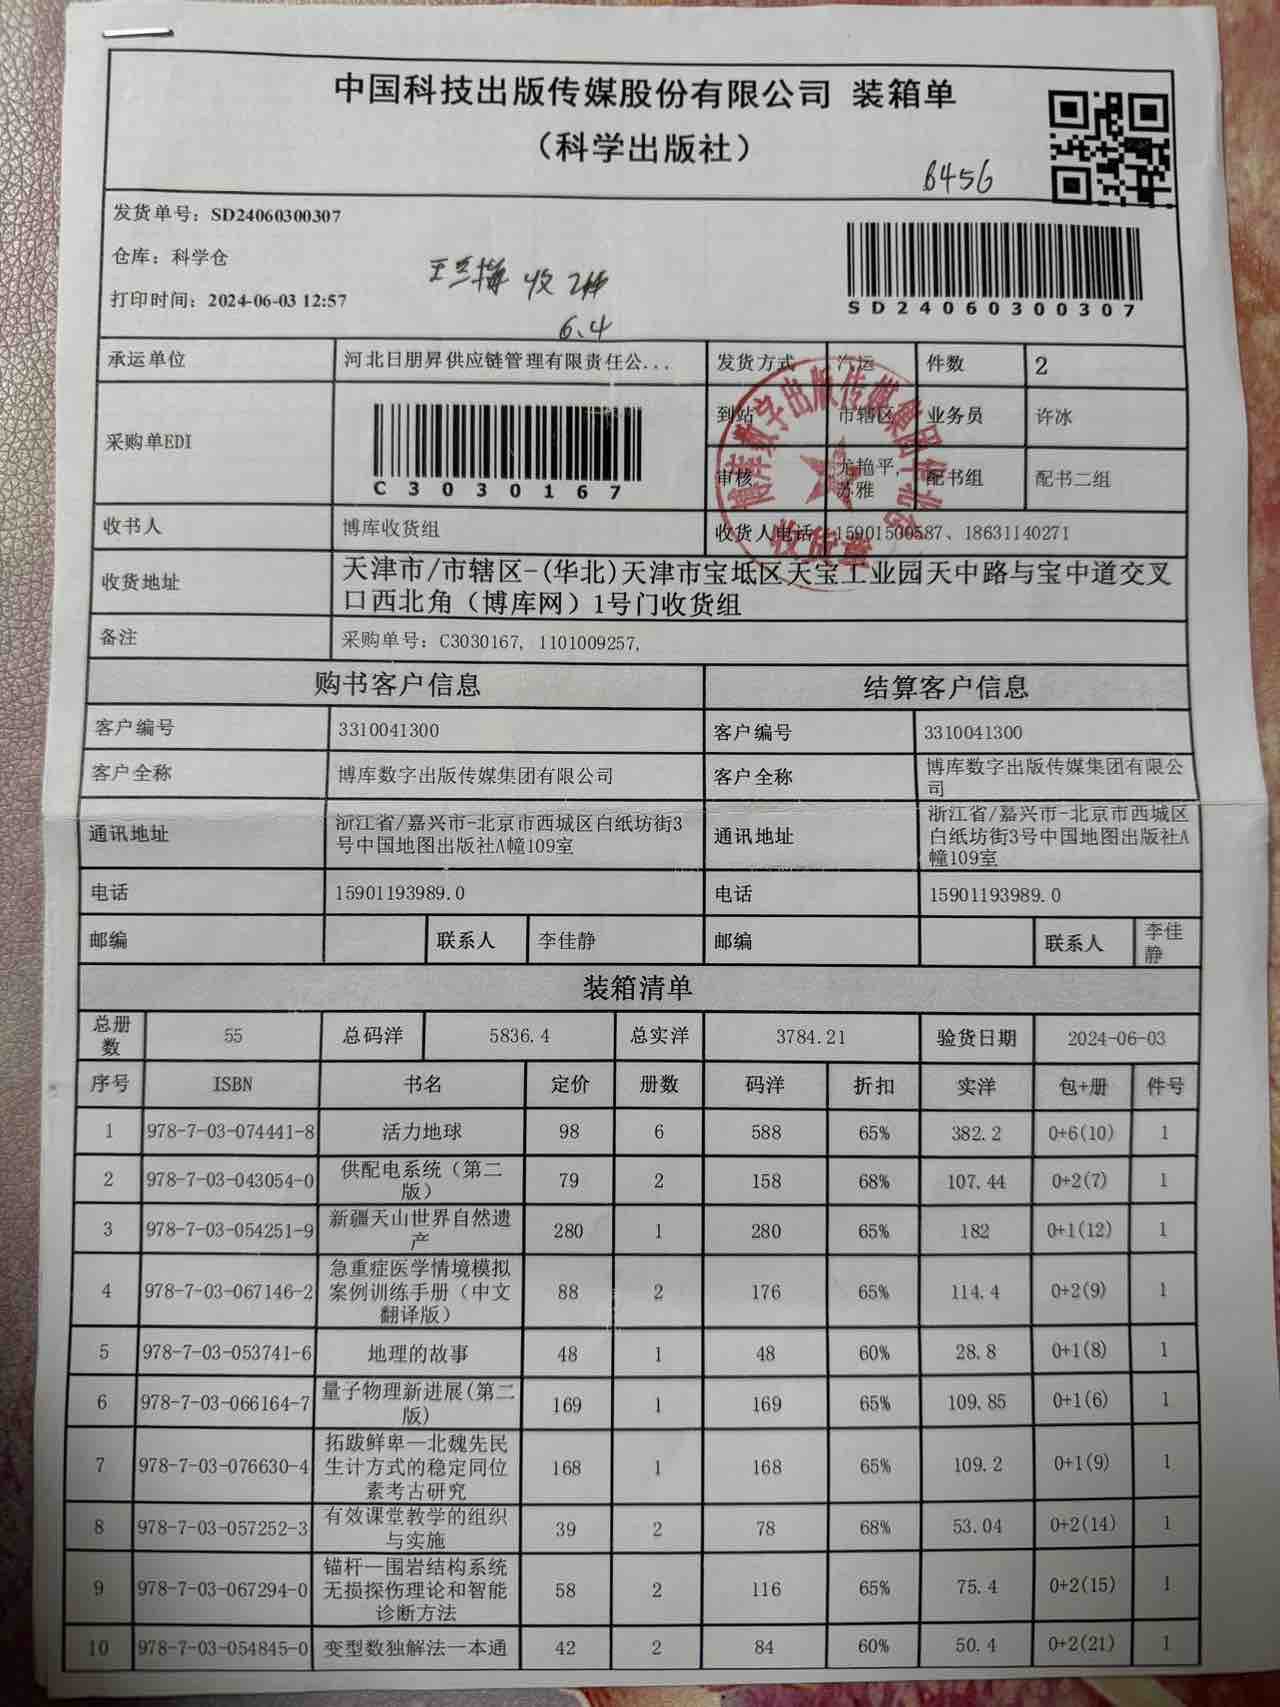 中国科技出版传媒股份有限公司 装箱单
（科学出版社）
6456
发货单号：SD24060300307
仓库：科学仓
打印时间：2024-06-03 12:57
收2件
6.4
SD24060300307
承运单位 河北日朋昇供应链管理有限责任公... 发货方式 汽运 件数 2
采购单EDI C3030167 到站 市辖区 业务员 许冰
审核 尤艳平, 苏雅 配书组 配书二组
收书人 博库收货组 收货人电话 15901500587、18631140271
收货地址 天津市/市辖区-(华北)天津市宝坻区天宝工业园天中路与宝中道交叉
口西北角（博库网）1号门收货组
备注 采购单号：C3030167, 1101009257,
购书客户信息 结算客户信息
客户编号 3310041300 客户编号 3310041300
客户全称 博库数字出版传媒集团有限公司 客户全称 博库数字出版传媒集团有限公
司
通讯地址 浙江省/嘉兴市-北京市西城区白纸坊街3
号中国地图出版社A幢109室 通讯地址 浙江省/嘉兴市-北京市西城区
白纸坊街3号中国地图出版社A
幢109室
电话 15901193989.0 电话 15901193989.0
邮编 联系人 李佳静 邮编 联系人 李佳
静
装箱清单
总册
数 55 总码洋 5836.4 总实洋 3784.21 验货日期 2024-06-03
序号 ISBN 书名 定价 册数 码洋 折扣 实洋 包+册 件号
1 978-7-03-074441-8 活力地球 98 6 588 65% 382.2 0+6(10) 1
2 978-7-03-043054-0 供配电系统（第二
版） 79 2 158 68% 107.44 0+2(7) 1
3 978-7-03-054251-9 新疆天山世界自然遗
产 280 1 280 65% 182 0+1(12) 1
4 978-7-03-067146-2 急重症医学情境模拟
案例训练手册（中文
翻译版） 88 2 176 65% 114.4 0+2(9) 1
5 978-7-03-053741-6 地理的故事 48 1 48 60% 28.8 0+1(8) 1
6 978-7-03-066164-7 量子物理新进展(第二
版) 169 1 169 65% 109.85 0+1(6) 1
7 978-7-03-076630-4 拓跋鲜卑—北魏先民
生计方式的稳定同位
素考古研究 168 1 168 65% 109.2 0+1(9) 1
8 978-7-03-057252-3 有效课堂教学的组织
与实施 39 2 78 68% 53.04 0+2(14) 1
9 978-7-03-067294-0 锚杆—围岩结构系统
无损探伤理论和智能
诊断方法 58 2 116 65% 75.4 0+2(15) 1
10 978-7-03-054845-0 变型数独解法一本通 42 2 84 60% 50.4 0+2(21) 1